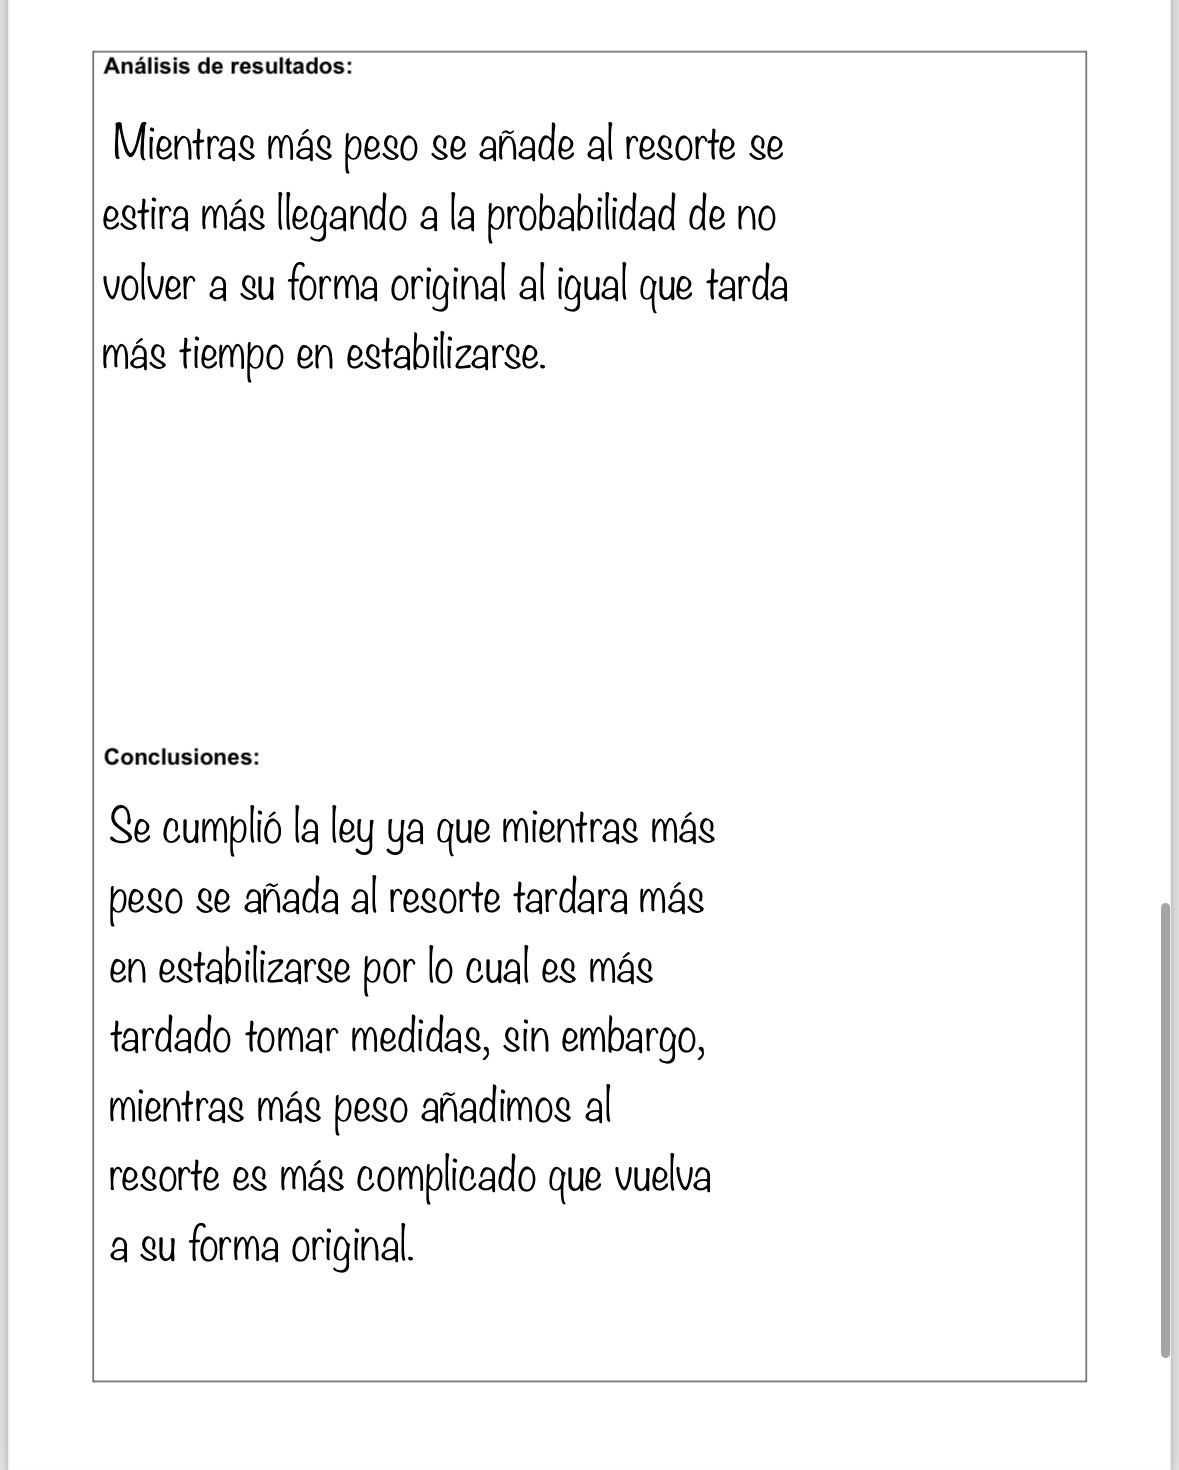 Análisis de resultados:
Mientras más peso se añade al resorte se
estira más llegando a la probabilidad de no
volver a su forma original al igual que tarda
más tiempo en estabilizarse.
Conclusiones:
Se cumplió la ley ya que mientras más
peso se añada al resorte tardara más
en estabilizarse por lo cual es más
tardado tomar medidas, sin embargo,
mientras más peso añadimos al
resorte es más complicado que vuelva
a su forma original.